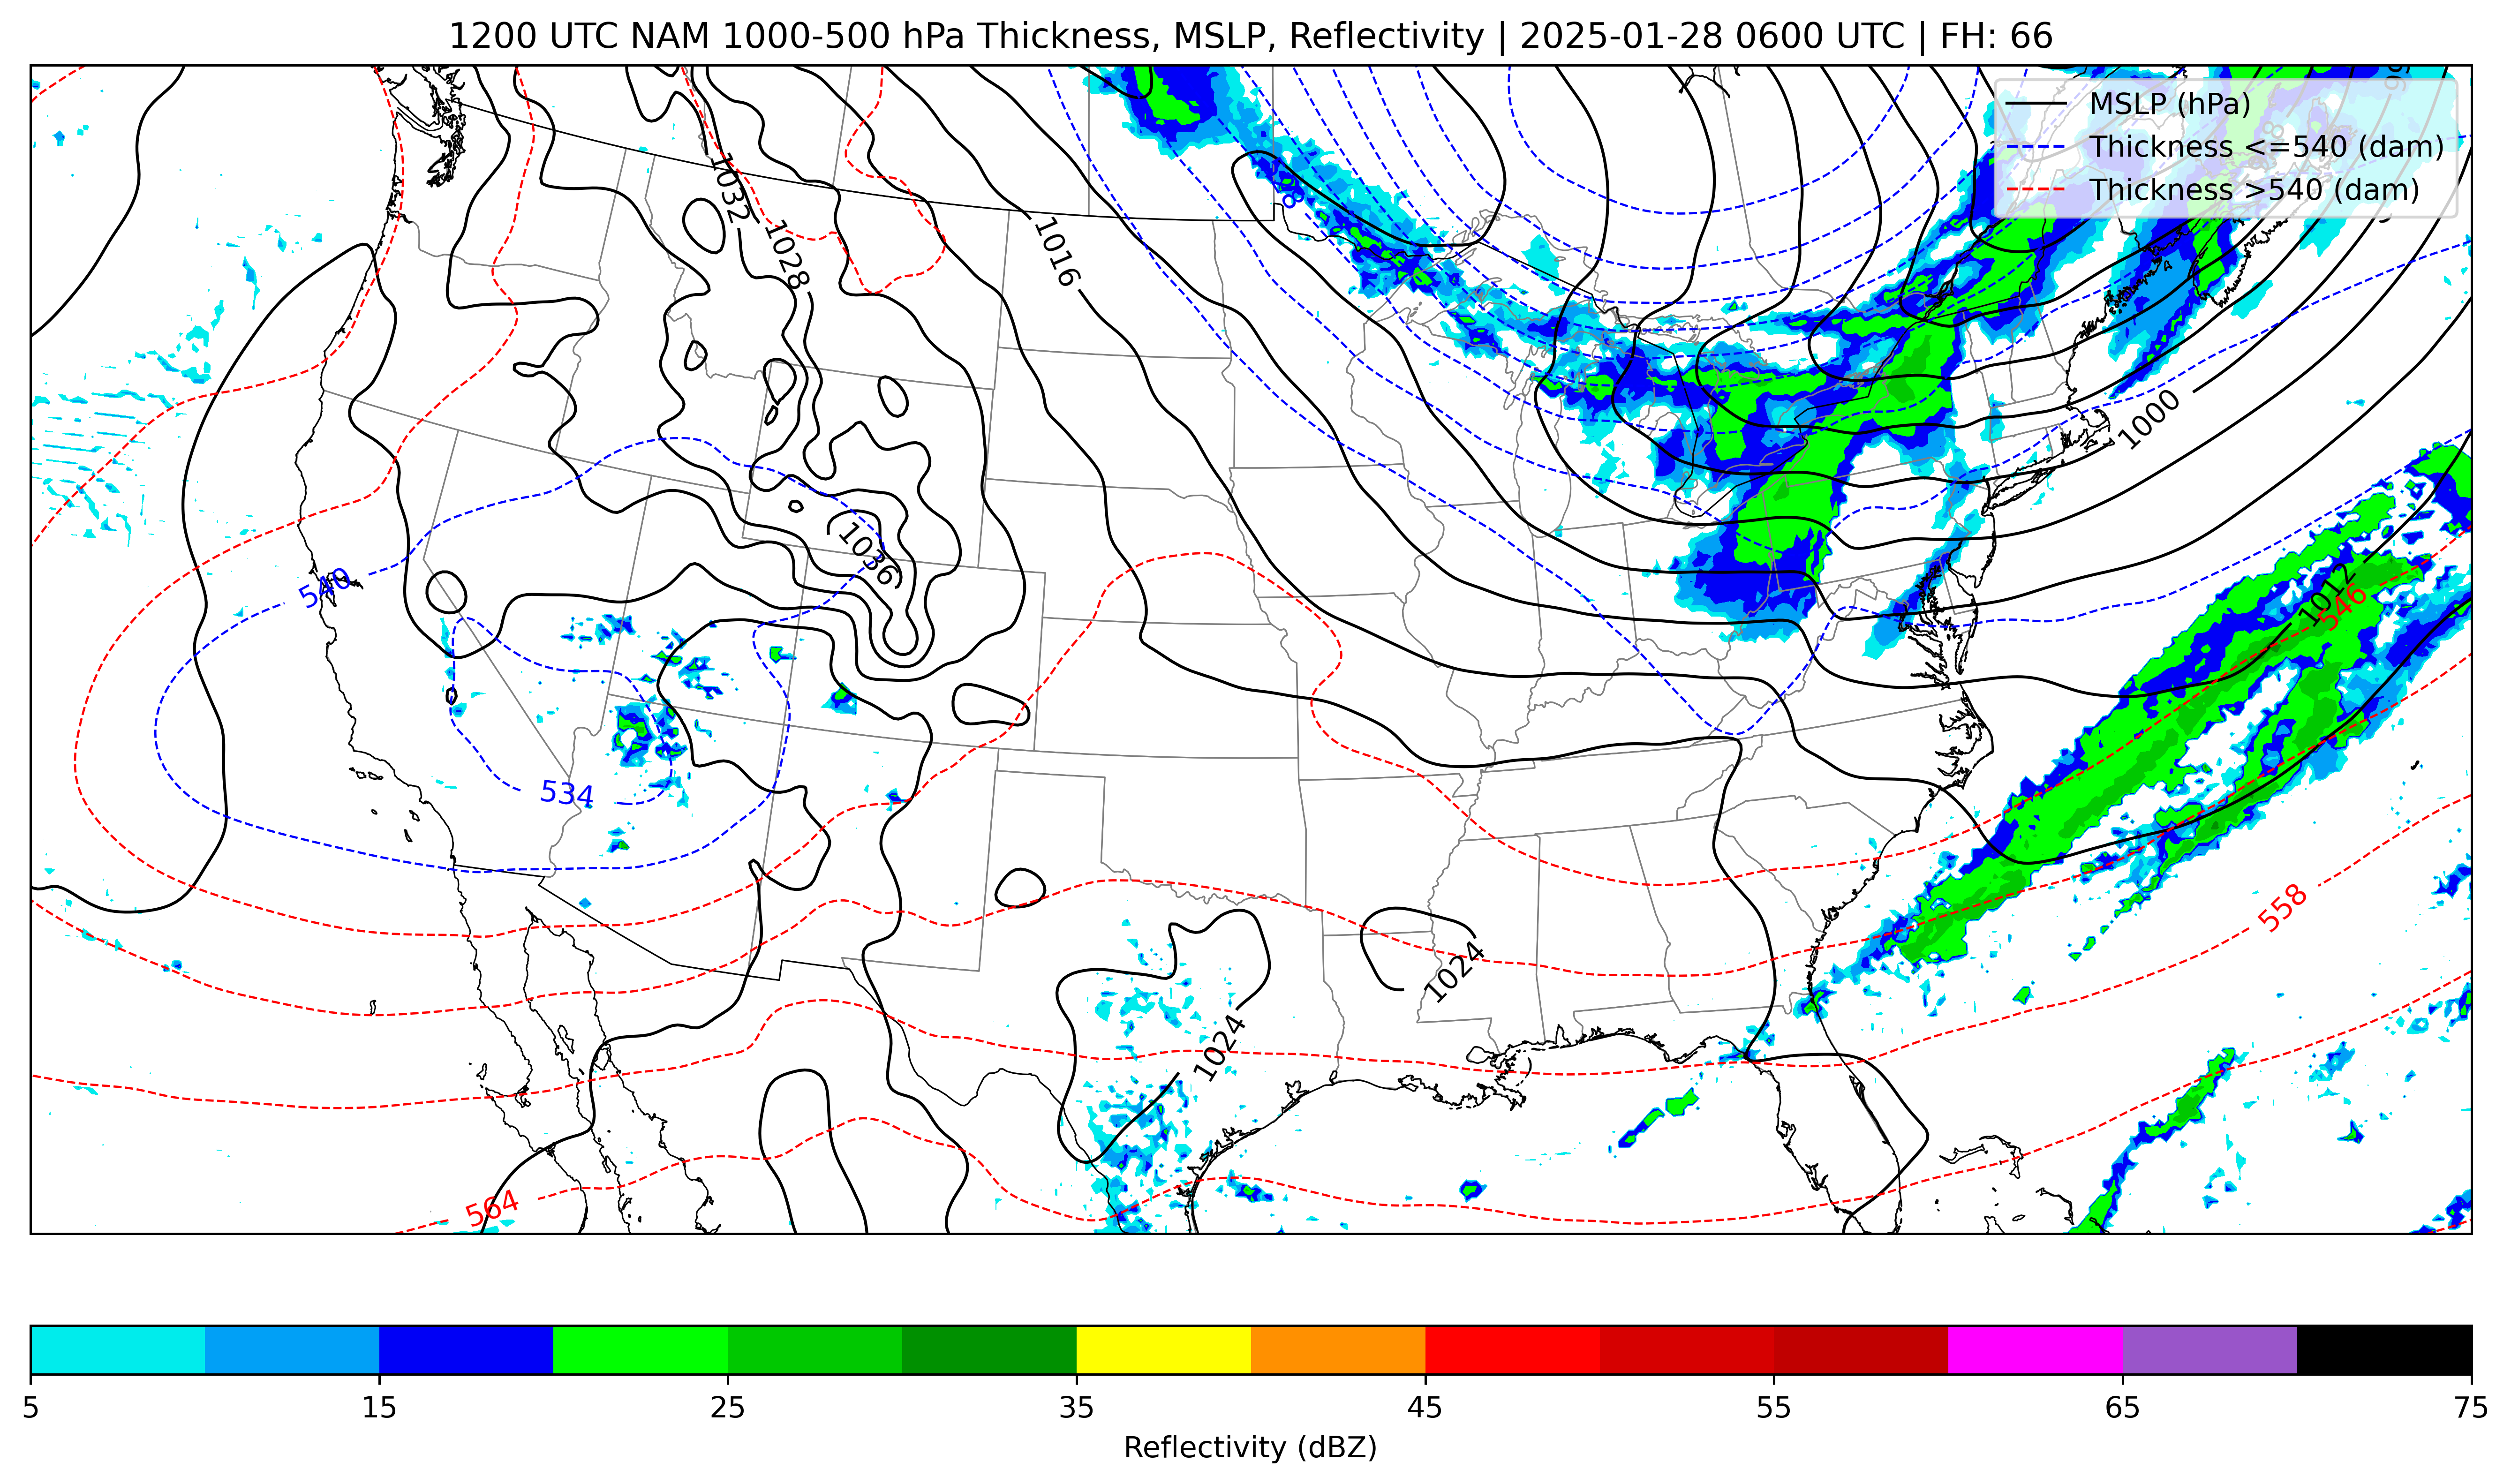 1200 UTC NAM 1000-500 hPa Thickness, MSLP, Reflectivity | 2025-01-28 0600 UTC | FH: 66
MSLP (hPa)
Thickness <=540 (dam)
Thickness >540 (dam)
1032
1028
1016
1000
1036
540
1012
546
534
558
1024
1024
564
5 15 25 35 45 55 65 75
Reflectivity (dBZ)